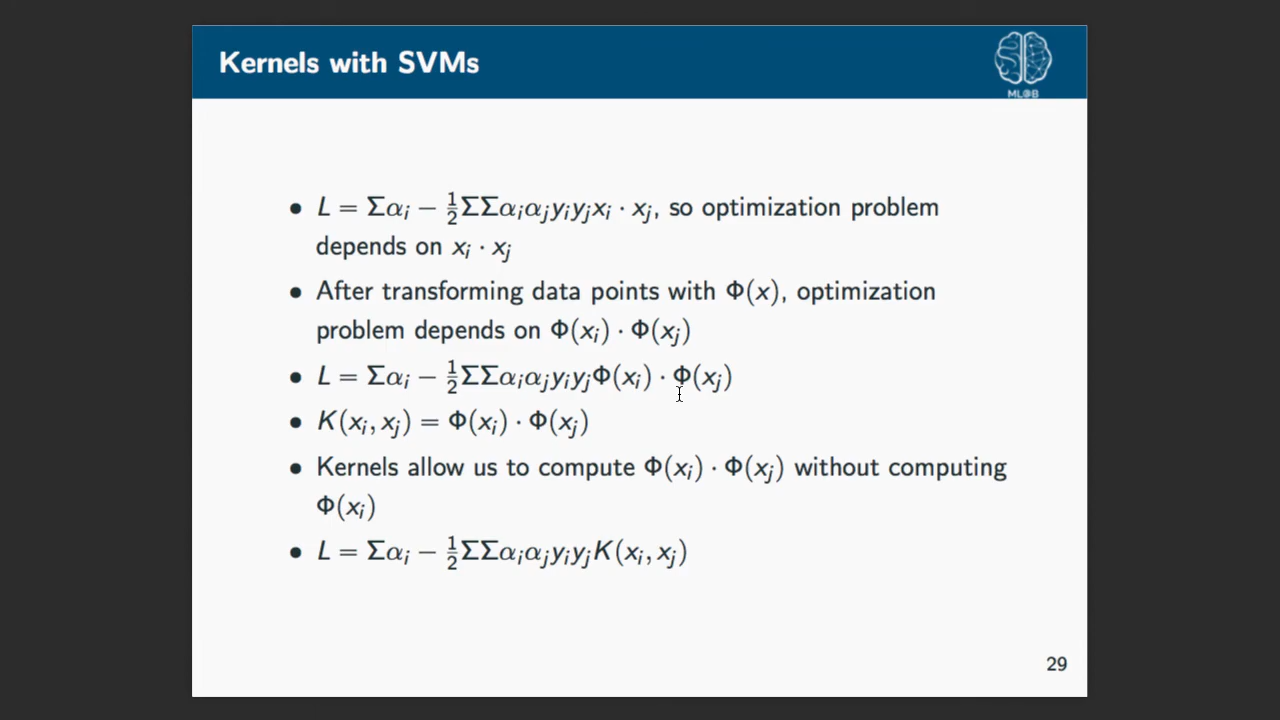 Kernels with SVMs
ML@B
• L = Σαᵢ − ½ΣΣαᵢαⱼyᵢyⱼxᵢ · xⱼ, so optimization problem
depends on xᵢ · xⱼ
• After transforming data points with Φ(x), optimization
problem depends on Φ(xᵢ) · Φ(xⱼ)
• L = Σαᵢ − ½ΣΣαᵢαⱼyᵢyⱼΦ(xᵢ) · Φ(xⱼ)
• K(xᵢ, xⱼ) = Φ(xᵢ) · Φ(xⱼ)
• Kernels allow us to compute Φ(xᵢ) · Φ(xⱼ) without computing
Φ(xᵢ)
• L = Σαᵢ − ½ΣΣαᵢαⱼyᵢyⱼK(xᵢ, xⱼ)
29